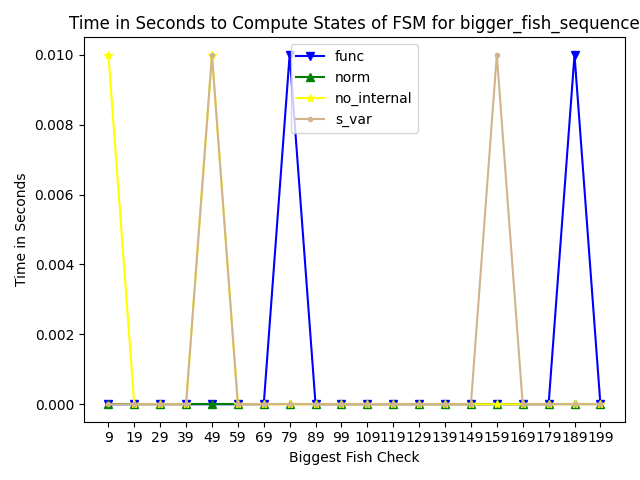 Time in Seconds to Compute States of FSM for bigger_fish_sequence
func
norm
no_internal
s_var
0.010
0.008
0.006
0.004
0.002
0.000
Time in Seconds
9 19 29 39 49 59 69 79 89 99 109 119 129 139 149 159 169 179 189 199
Biggest Fish Check